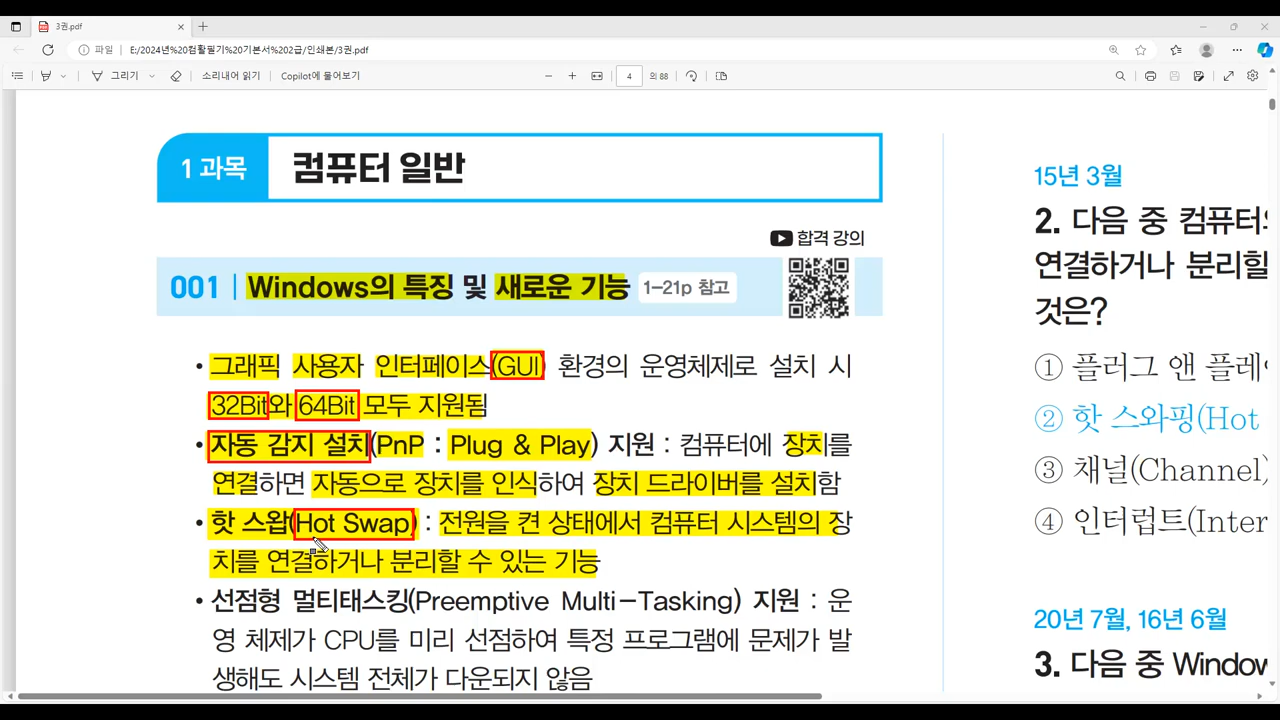 3권.pdf
파일 E:/2024년%20컴활필기%20기본서%202급/인쇄본/3권.pdf
그리기 소리내어 읽기 Copilot에 물어보기 4 의 88
1과목 컴퓨터 일반
합격 강의
001 Windows의 특징 및 새로운 기능 1-21p 참고
• 그래픽 사용자 인터페이스(GUI) 환경의 운영체제로 설치 시
32Bit와 64Bit 모두 지원됨
• 자동 감지 설치(PnP : Plug & Play) 지원 : 컴퓨터에 장치를
연결하면 자동으로 장치를 인식하여 장치 드라이버를 설치함
• 핫 스왑(Hot Swap) : 전원을 켠 상태에서 컴퓨터 시스템의 장
치를 연결하거나 분리할 수 있는 기능
• 선점형 멀티태스킹(Preemptive Multi-Tasking) 지원 : 운
영 체제가 CPU를 미리 선점하여 특정 프로그램에 문제가 발
생해도 시스템 전체가 다운되지 않음
15년 3월
2. 다음 중 컴퓨터
연결하거나 분리할
것은?
① 플러그 앤 플레
② 핫 스와핑(Hot
③ 채널(Channel)
④ 인터럽트(Inter
20년 7월, 16년 6월
3. 다음 중 Window